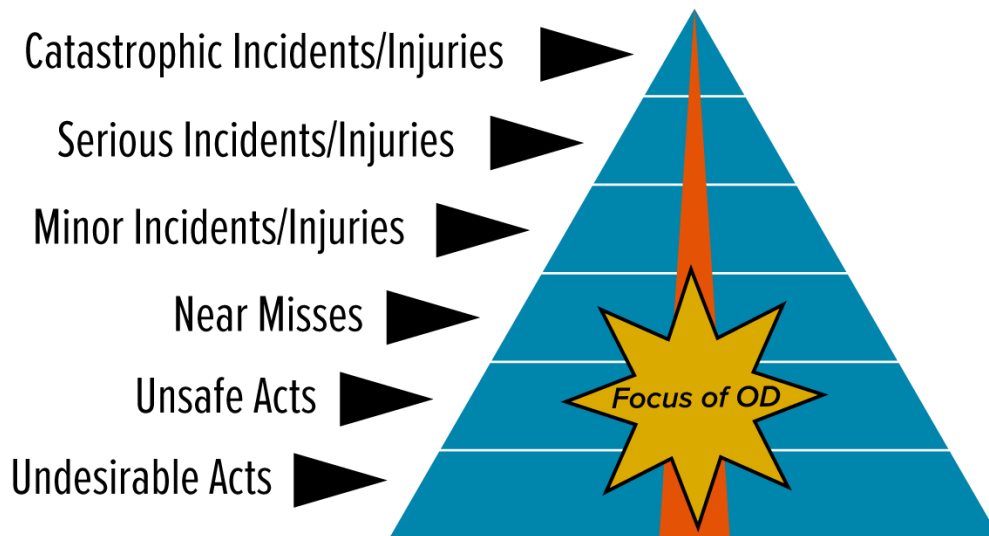 Catastrophic Incidents/Injuries
Serious Incidents/Injuries
Minor Incidents/Injuries
Near Misses
Unsafe Acts
Focus of OD
Undesirable Acts